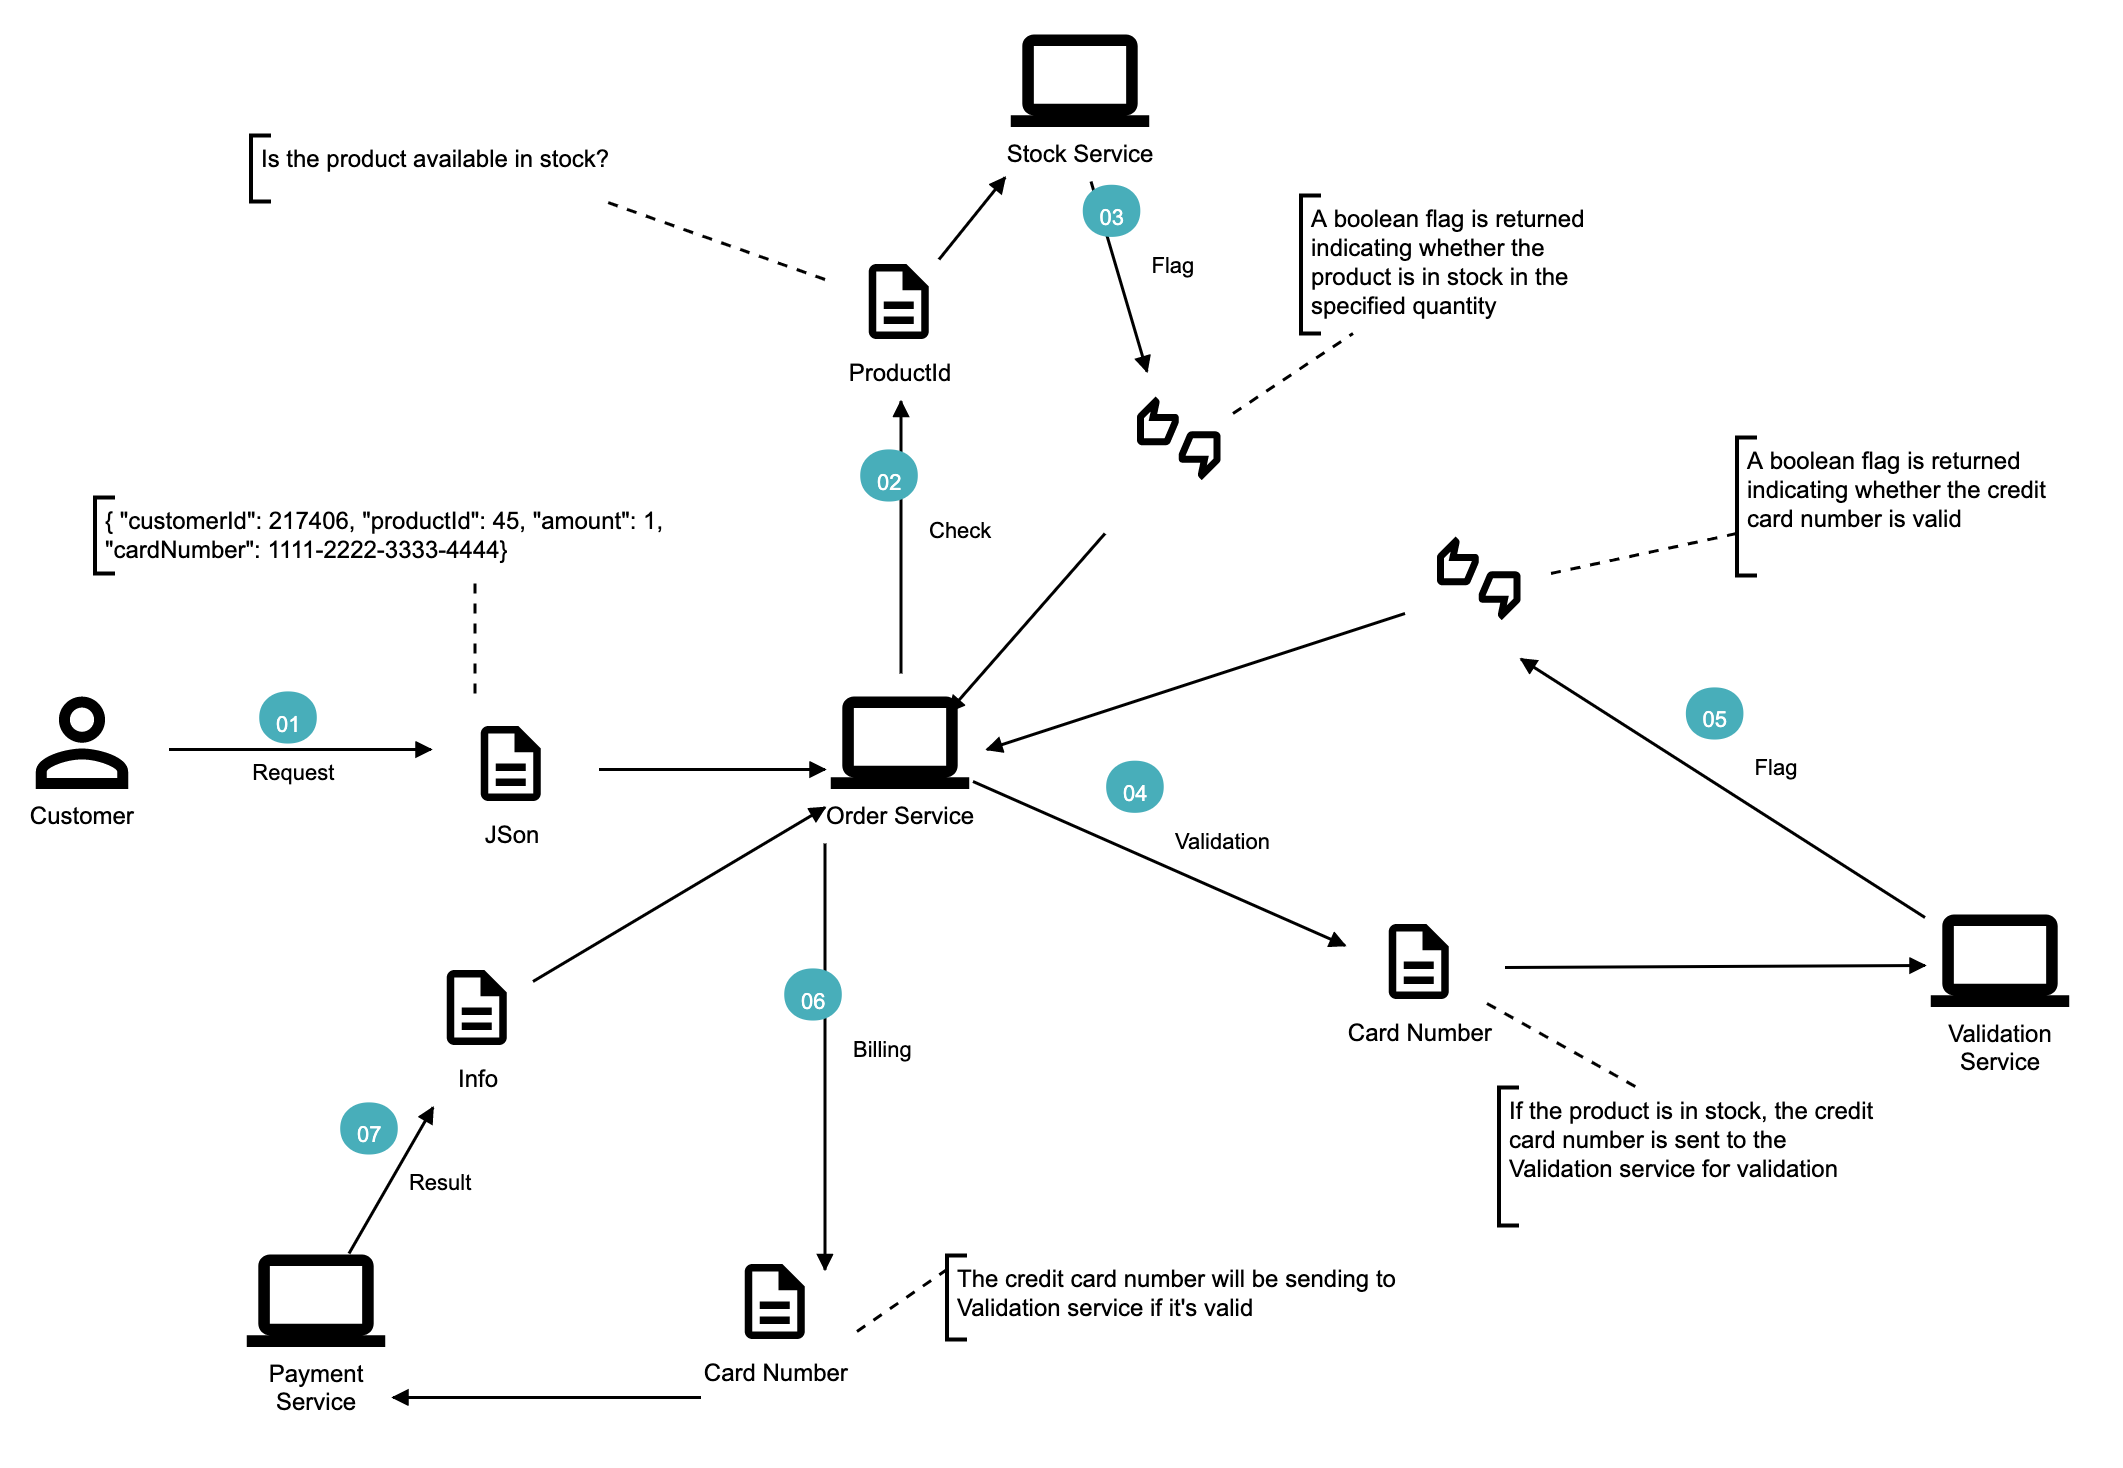 Stock Service
Is the product available in stock?
03
A boolean flag is returned
indicating whether the
product is in stock in the
specified quantity
Flag
ProductId
02
Check
A boolean flag is returned
indicating whether the credit
card number is valid
{ "customerId": 217406, "productId": 45, "amount": 1,
"cardNumber": 1111-2222-3333-4444}
01
Request
Customer
JSon
Order Service
04
Validation
05
Flag
06
Billing
Card Number
Validation
Service
Info
07
Result
If the product is in stock, the credit
card number is sent to the
Validation service for validation
The credit card number will be sending to
Validation service if it's valid
Card Number
Payment
Service